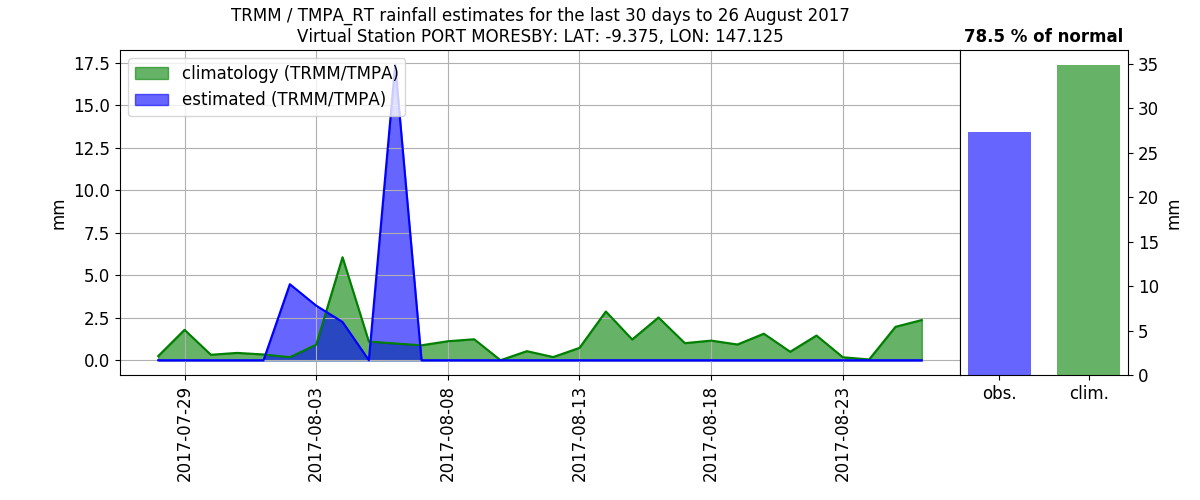 TRMM / TMPA_RT rainfall estimates for the last 30 days to 26 August 2017
Virtual Station PORT MORESBY: LAT: -9.375, LON: 147.125
78.5 % of normal
climatology (TRMM/TMPA)
estimated (TRMM/TMPA)
mm
17.5
15.0
12.5
10.0
7.5
5.0
2.5
0.0
2017-07-29
2017-08-03
2017-08-08
2017-08-13
2017-08-18
2017-08-23
35
30
25
20
15
10
5
0
mm
obs.
clim.